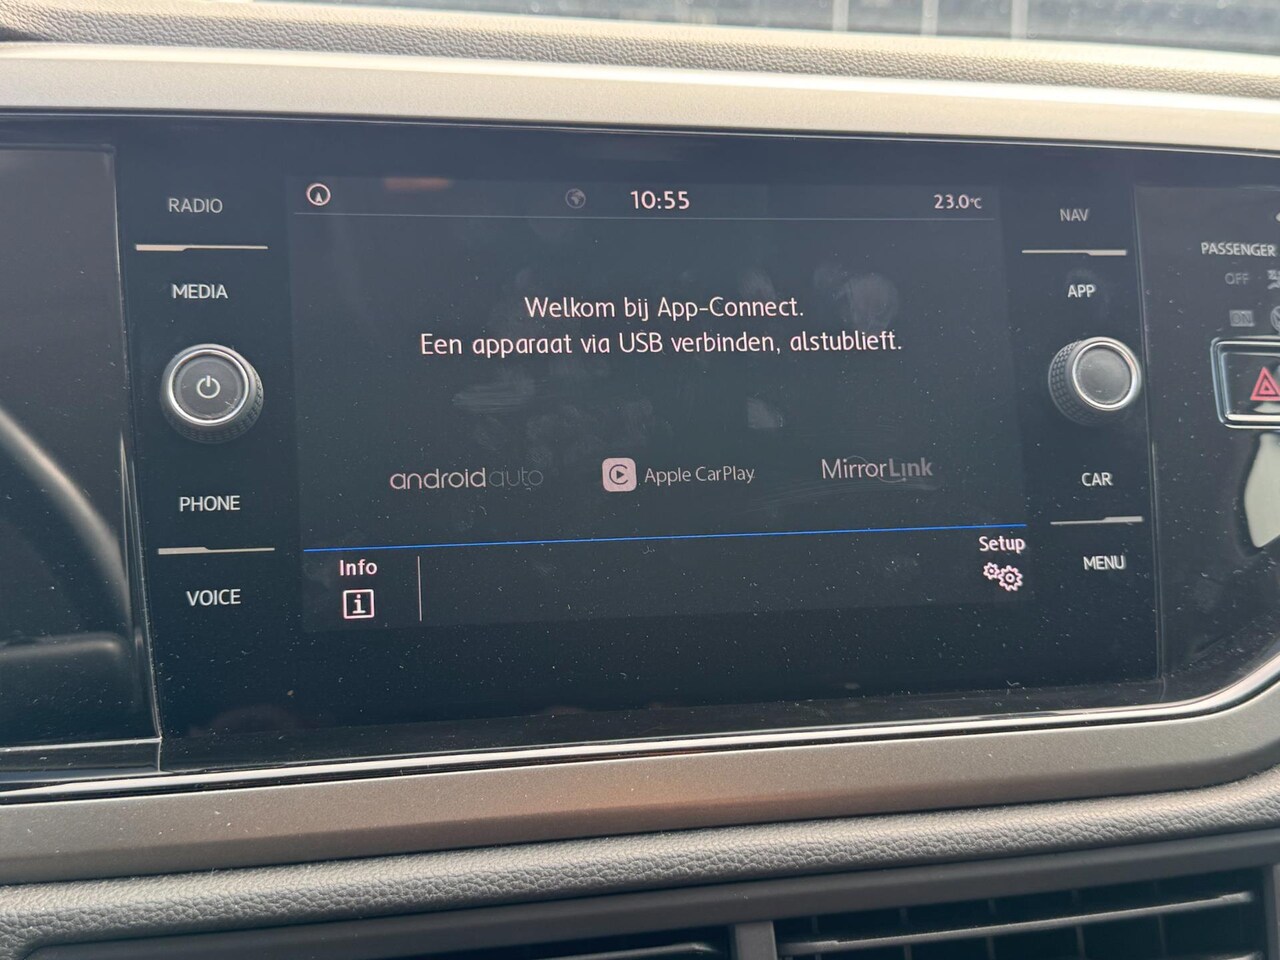 RADIO
MEDIA
PHONE
VOICE
10:55
23.0°C
Welkom bij App-Connect.
Een apparaat via USB verbinden, alstublieft.
androidauto
Apple CarPlay
MirrorLink
Info
i
Setup
NAV
APP
CAR
MENU
PASSENGER
OFF
ON